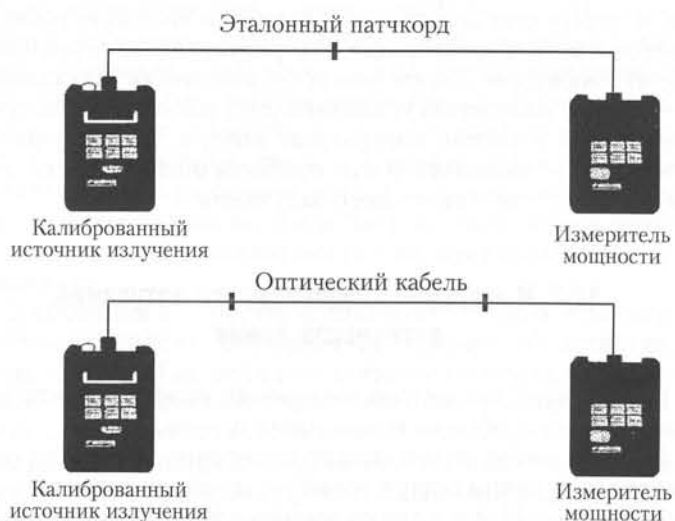 Эталонный патчкорд
Калиброванный
источник излучения
Измеритель
мощности
Оптический кабель
Калиброванный
источник излучения
Измеритель
мощности